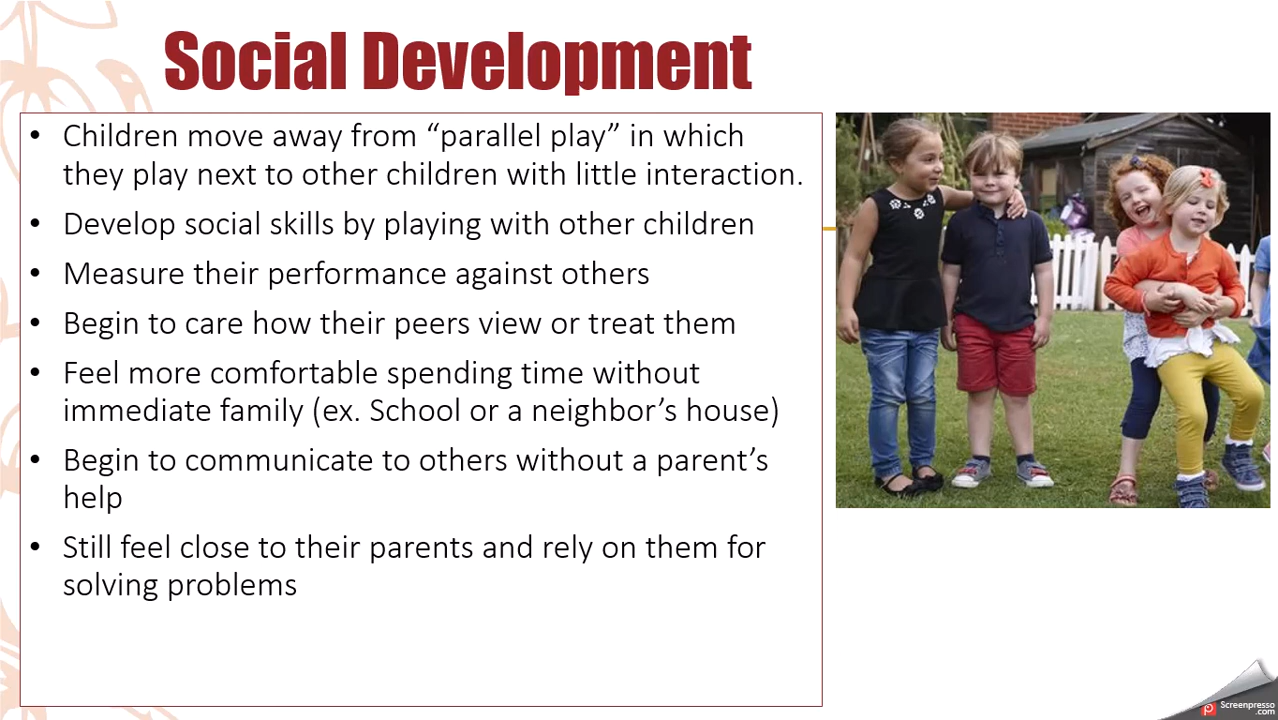 Social Development
• Children move away from “parallel play” in which
they play next to other children with little interaction.
• Develop social skills by playing with other children
• Measure their performance against others
• Begin to care how their peers view or treat them
• Feel more comfortable spending time without
immediate family (ex. School or a neighbor’s house)
• Begin to communicate to others without a parent’s
help
• Still feel close to their parents and rely on them for
solving problems
Screenpresso
.com